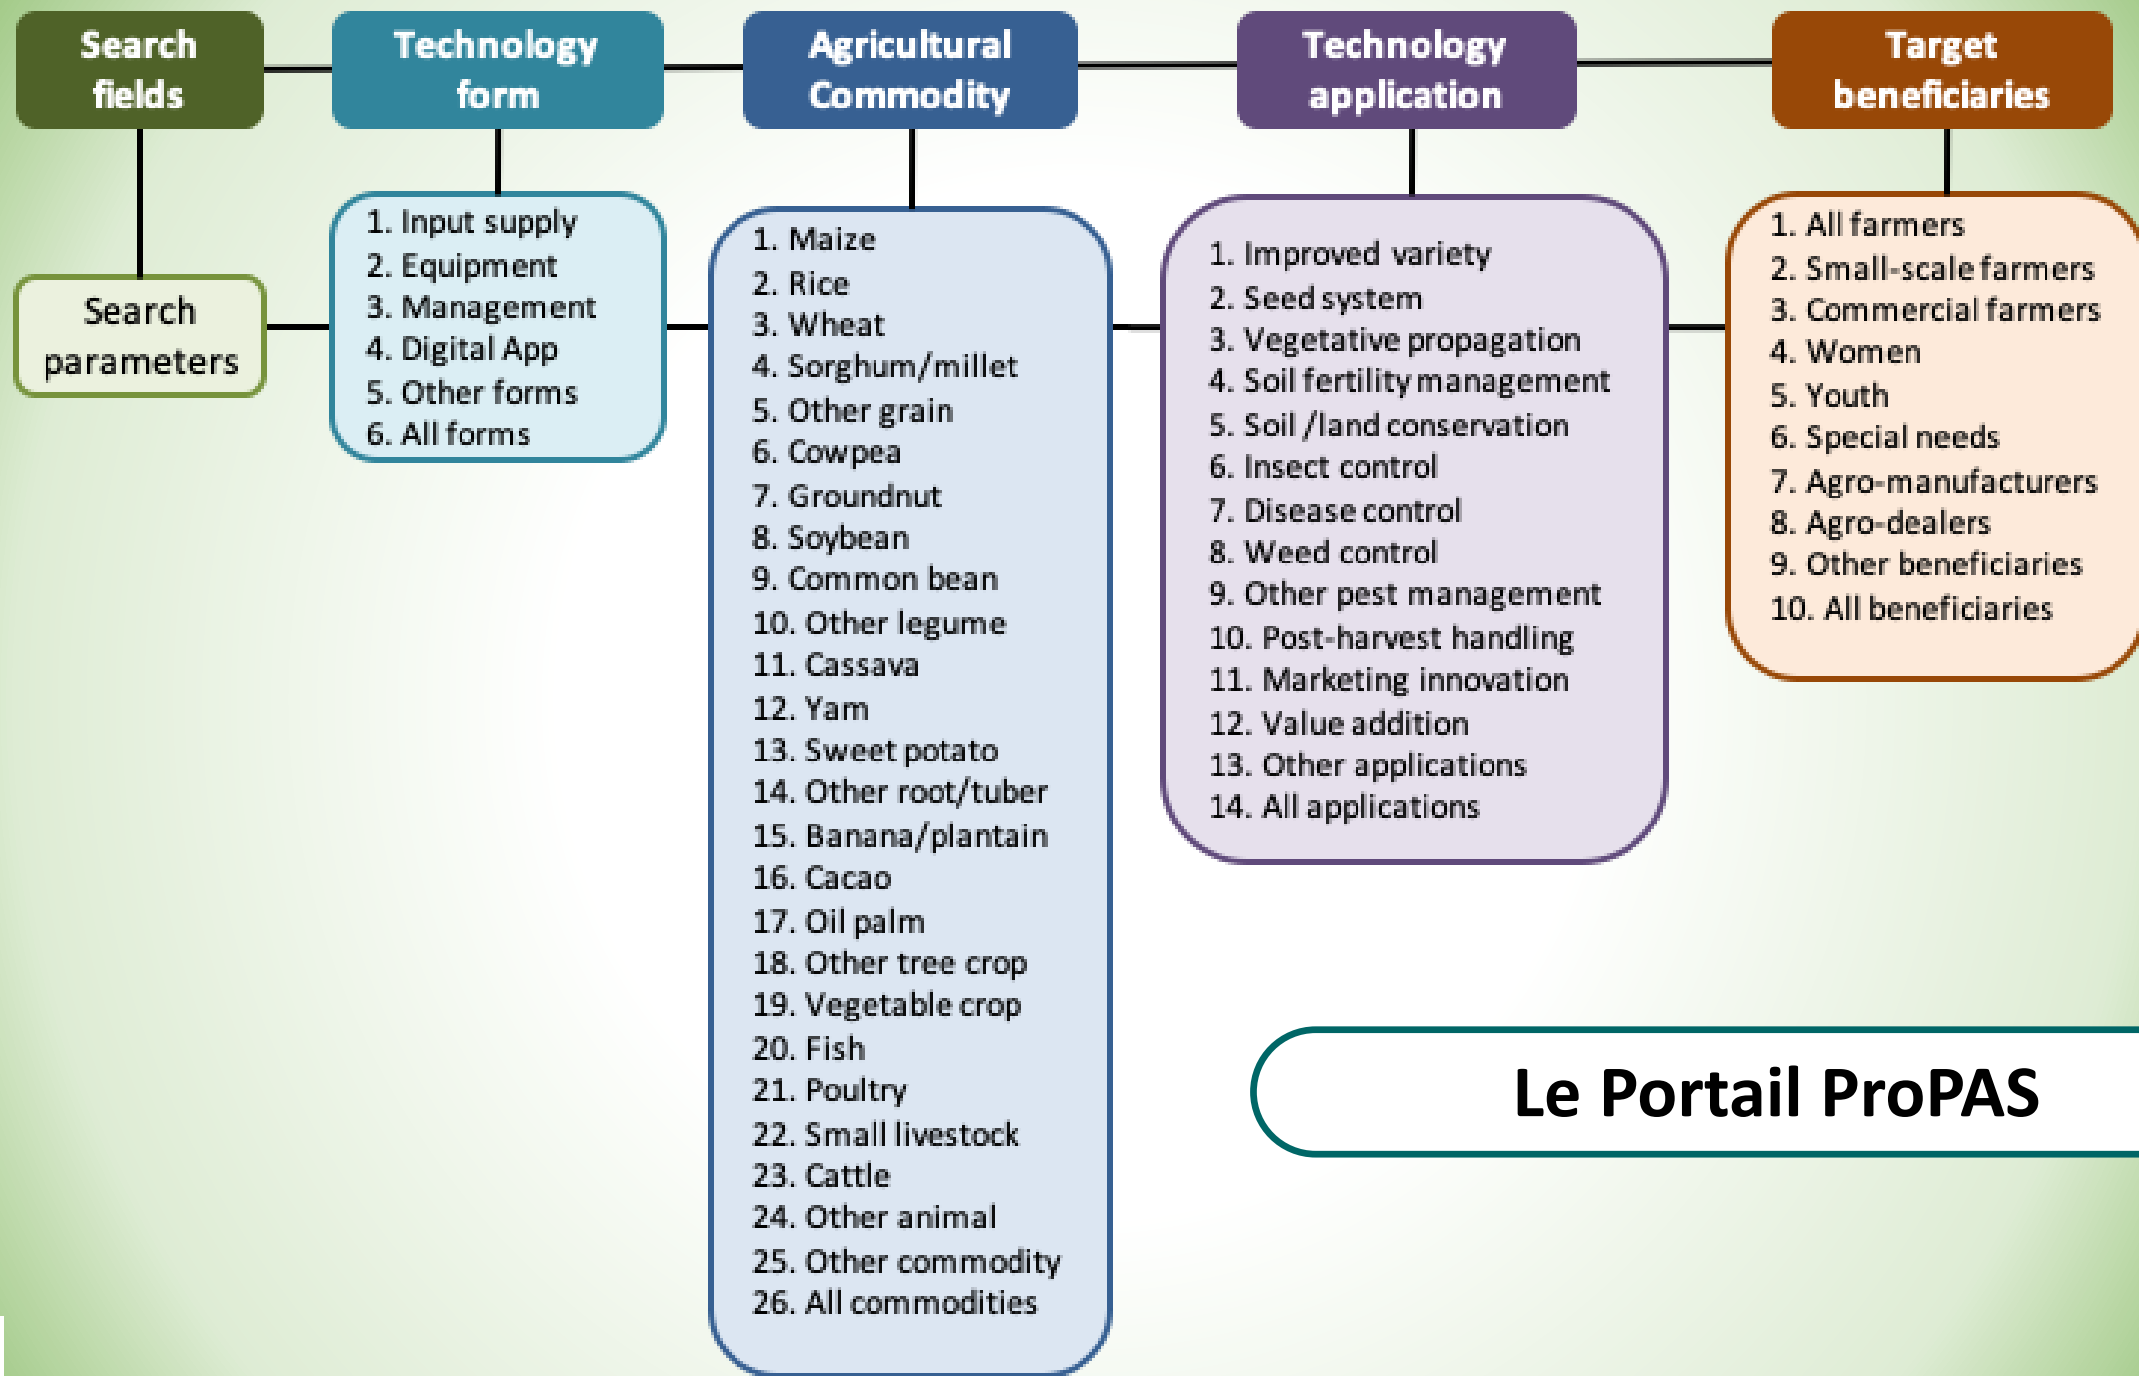 Search
fields
Technology
form
Agricultural
Commodity
Technology
application
Target
beneficiaries
Search
parameters
1. Input supply
2. Equipment
3. Management
4. Digital App
5. Other forms
6. All forms
1. Maize
2. Rice
3. Wheat
4. Sorghum/millet
5. Other grain
6. Cowpea
7. Groundnut
8. Soybean
9. Common bean
10. Other legume
11. Cassava
12. Yam
13. Sweet potato
14. Other root/tuber
15. Banana/plantain
16. Cacao
17. Oil palm
18. Other tree crop
19. Vegetable crop
20. Fish
21. Poultry
22. Small livestock
23. Cattle
24. Other animal
25. Other commodity
26. All commodities
1. Improved variety
2. Seed system
3. Vegetative propagation
4. Soil fertility management
5. Soil /land conservation
6. Insect control
7. Disease control
8. Weed control
9. Other pest management
10. Post-harvest handling
11. Marketing innovation
12. Value addition
13. Other applications
14. All applications
1. All farmers
2. Small-scale farmers
3. Commercial farmers
4. Women
5. Youth
6. Special needs
7. Agro-manufacturers
8. Agro-dealers
9. Other beneficiaries
10. All beneficiaries
Le Portail ProPAS